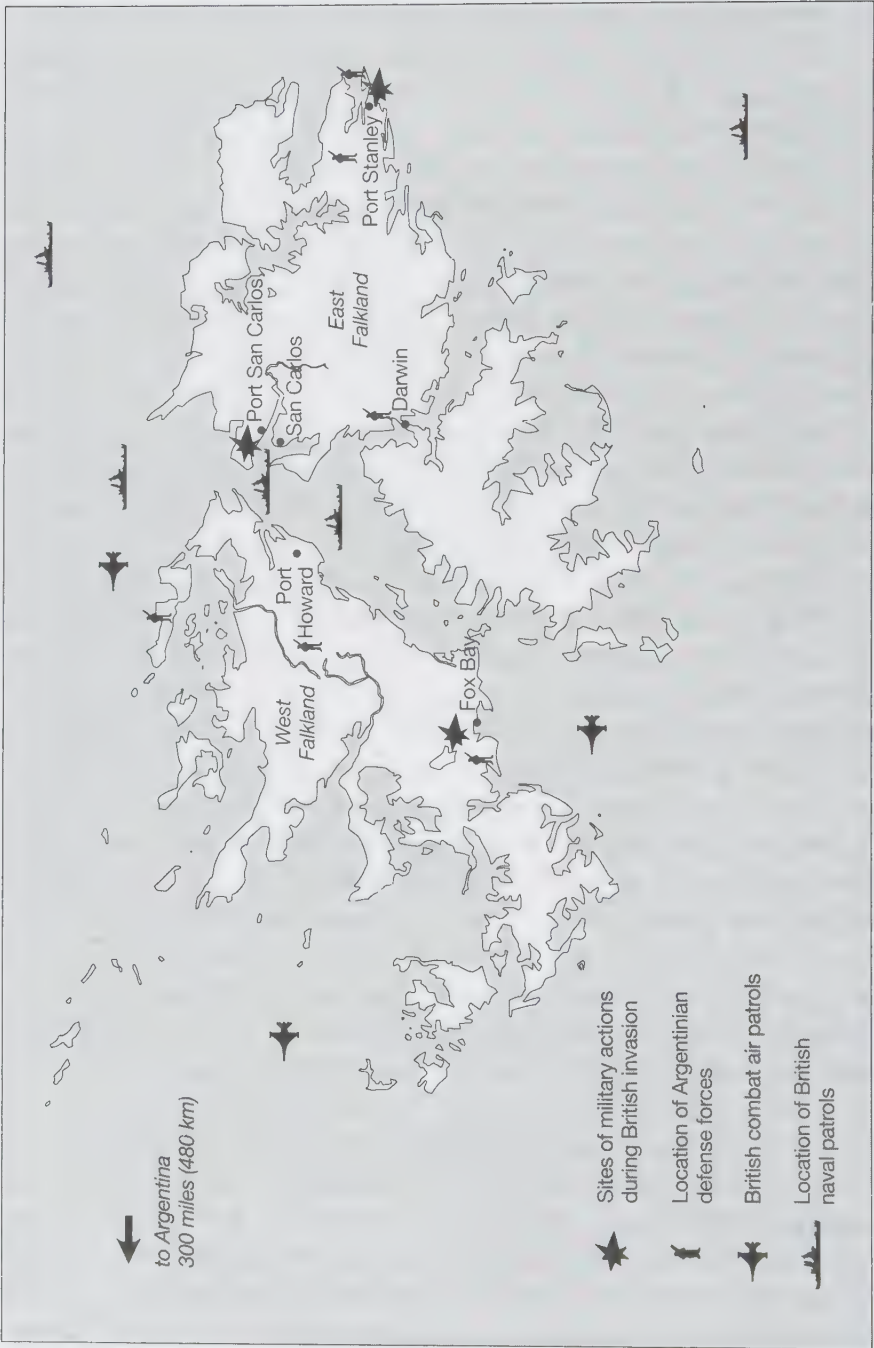 to Argentina
300 miles (480 km)
West
Falkland
Port
Howard
Fox Bay
Port San Carlos
San Carlos
East
Falkland
Darwin
Port Stanley
Sites of military actions
during British invasion
Location of Argentinian
defense forces
British combat air patrols
Location of British
naval patrols